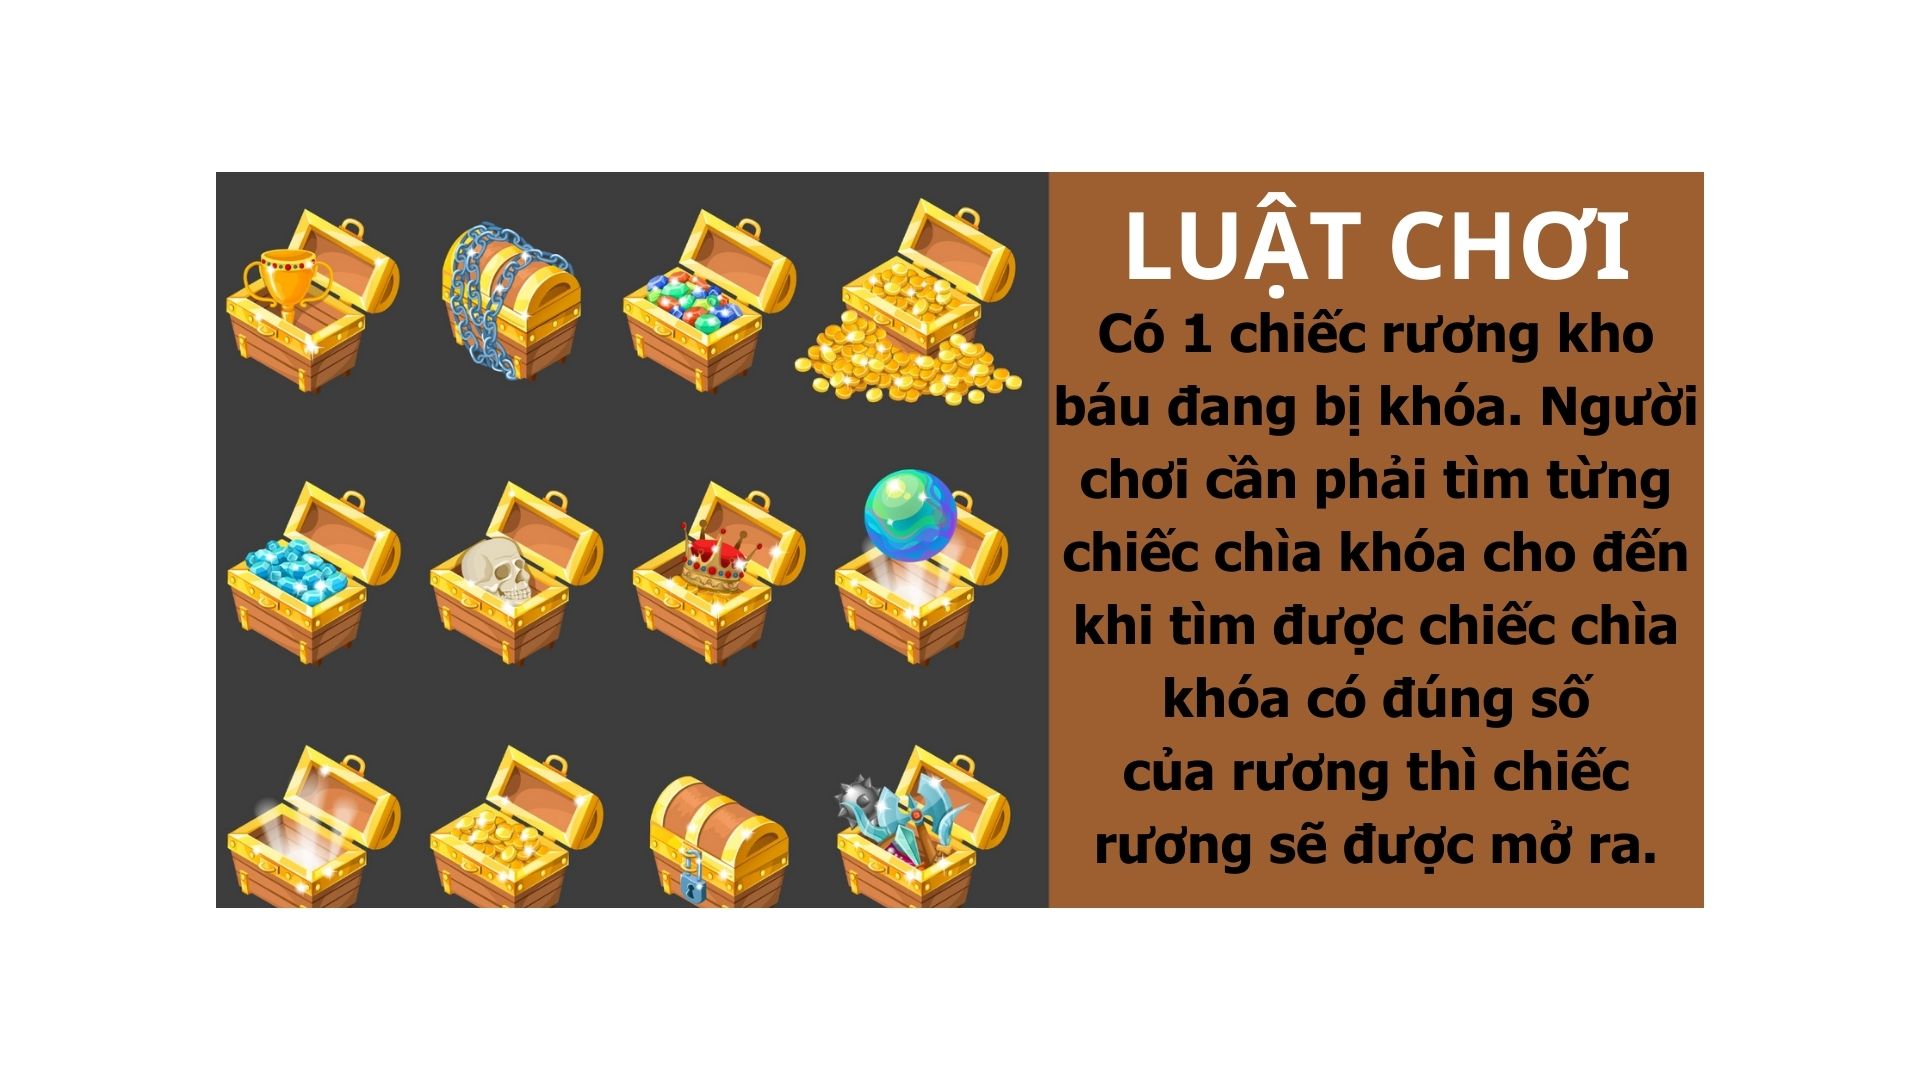 LUẬT CHƠI
Có 1 chiếc rương kho
báu đang bị khóa. Người
chơi cần phải tìm từng
chiếc chìa khóa cho đến
khi tìm được chiếc chìa
khóa có đúng số
của rương thì chiếc
rương sẽ được mở ra.